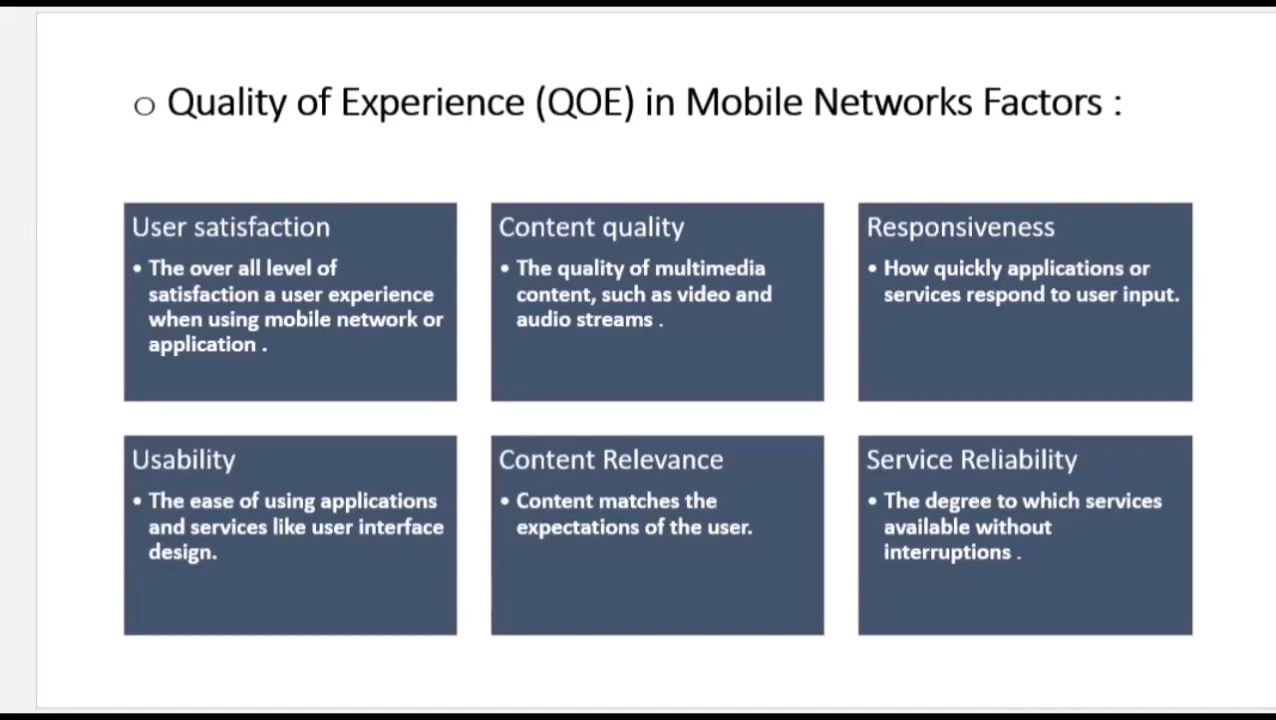 o Quality of Experience (QOE) in Mobile Networks Factors :
User satisfaction
• The over all level of
satisfaction a user experience
when using mobile network or
application .
Content quality
• The quality of multimedia
content, such as video and
audio streams .
Responsiveness
• How quickly applications or
services respond to user input.
Usability
• The ease of using applications
and services like user interface
design.
Content Relevance
• Content matches the
expectations of the user.
Service Reliability
• The degree to which services
available without
interruptions .